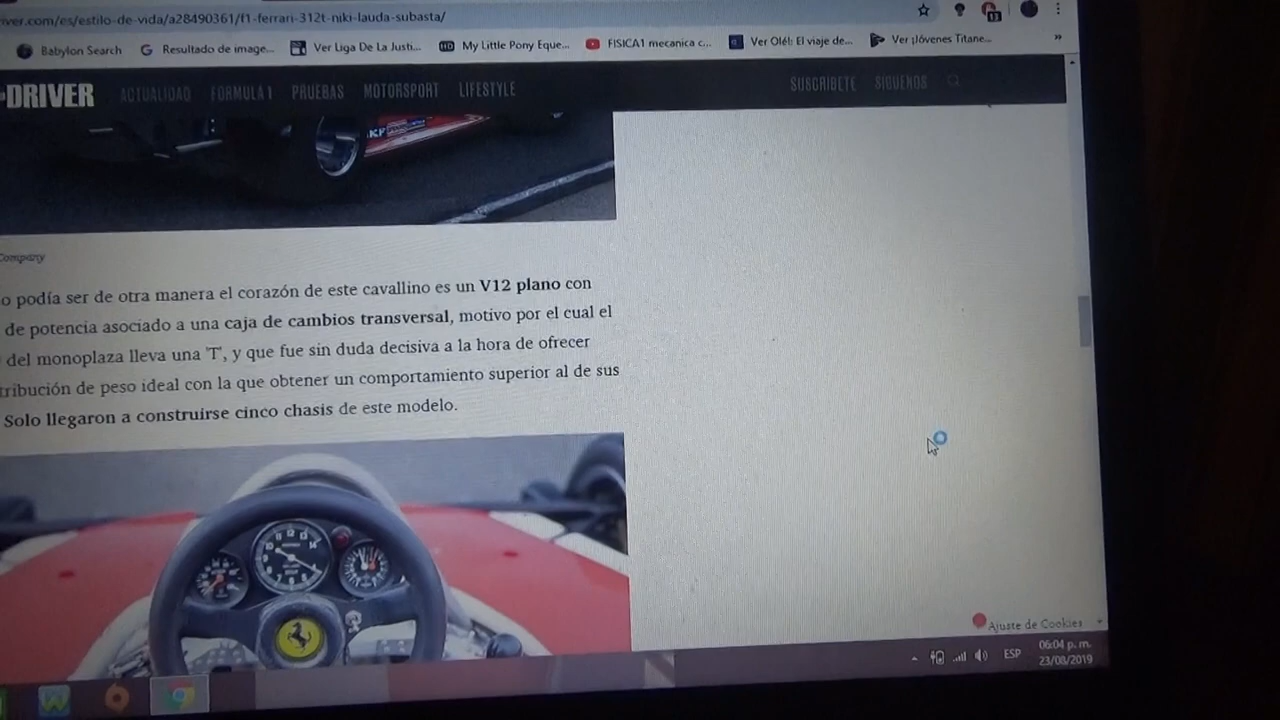 iver.com/es/estilo-de-vida/a28490361/f1-ferrari-312t-niki-lauda-subasta/
13
Babylon Search Resultado de image... Ver Liga De La Justi... My Little Pony Eque... FISICA1 mecanica c... Ver Olé!: El viaje de... Ver ¡Jóvenes Titane... »
DRIVER ACTUALIDAD FÓRMULA 1 PRUEBAS MOTORSPORT LIFESTYLE SUSCRÍBETE SÍGUENOS
SKF
Company
o podía ser de otra manera el corazón de este cavallino es un V12 plano con
de potencia asociado a una caja de cambios transversal, motivo por el cual el
del monoplaza lleva una 'T', y que fue sin duda decisiva a la hora de ofrecer
tribución de peso ideal con la que obtener un comportamiento superior al de sus
Solo llegaron a construirse cinco chasis de este modelo.
Ajuste de Cookies
ESP
06:04 p. m.
23/08/2019